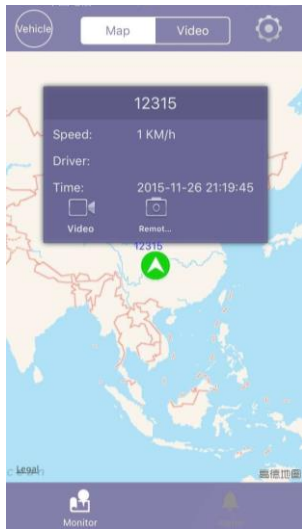 Vehicle
Map
Video
12315
Speed: 1 KM/h
Driver:
Time: 2015-11-26 21:19:45
Video
Remot...
12315
Legal
高德地图
Monitor